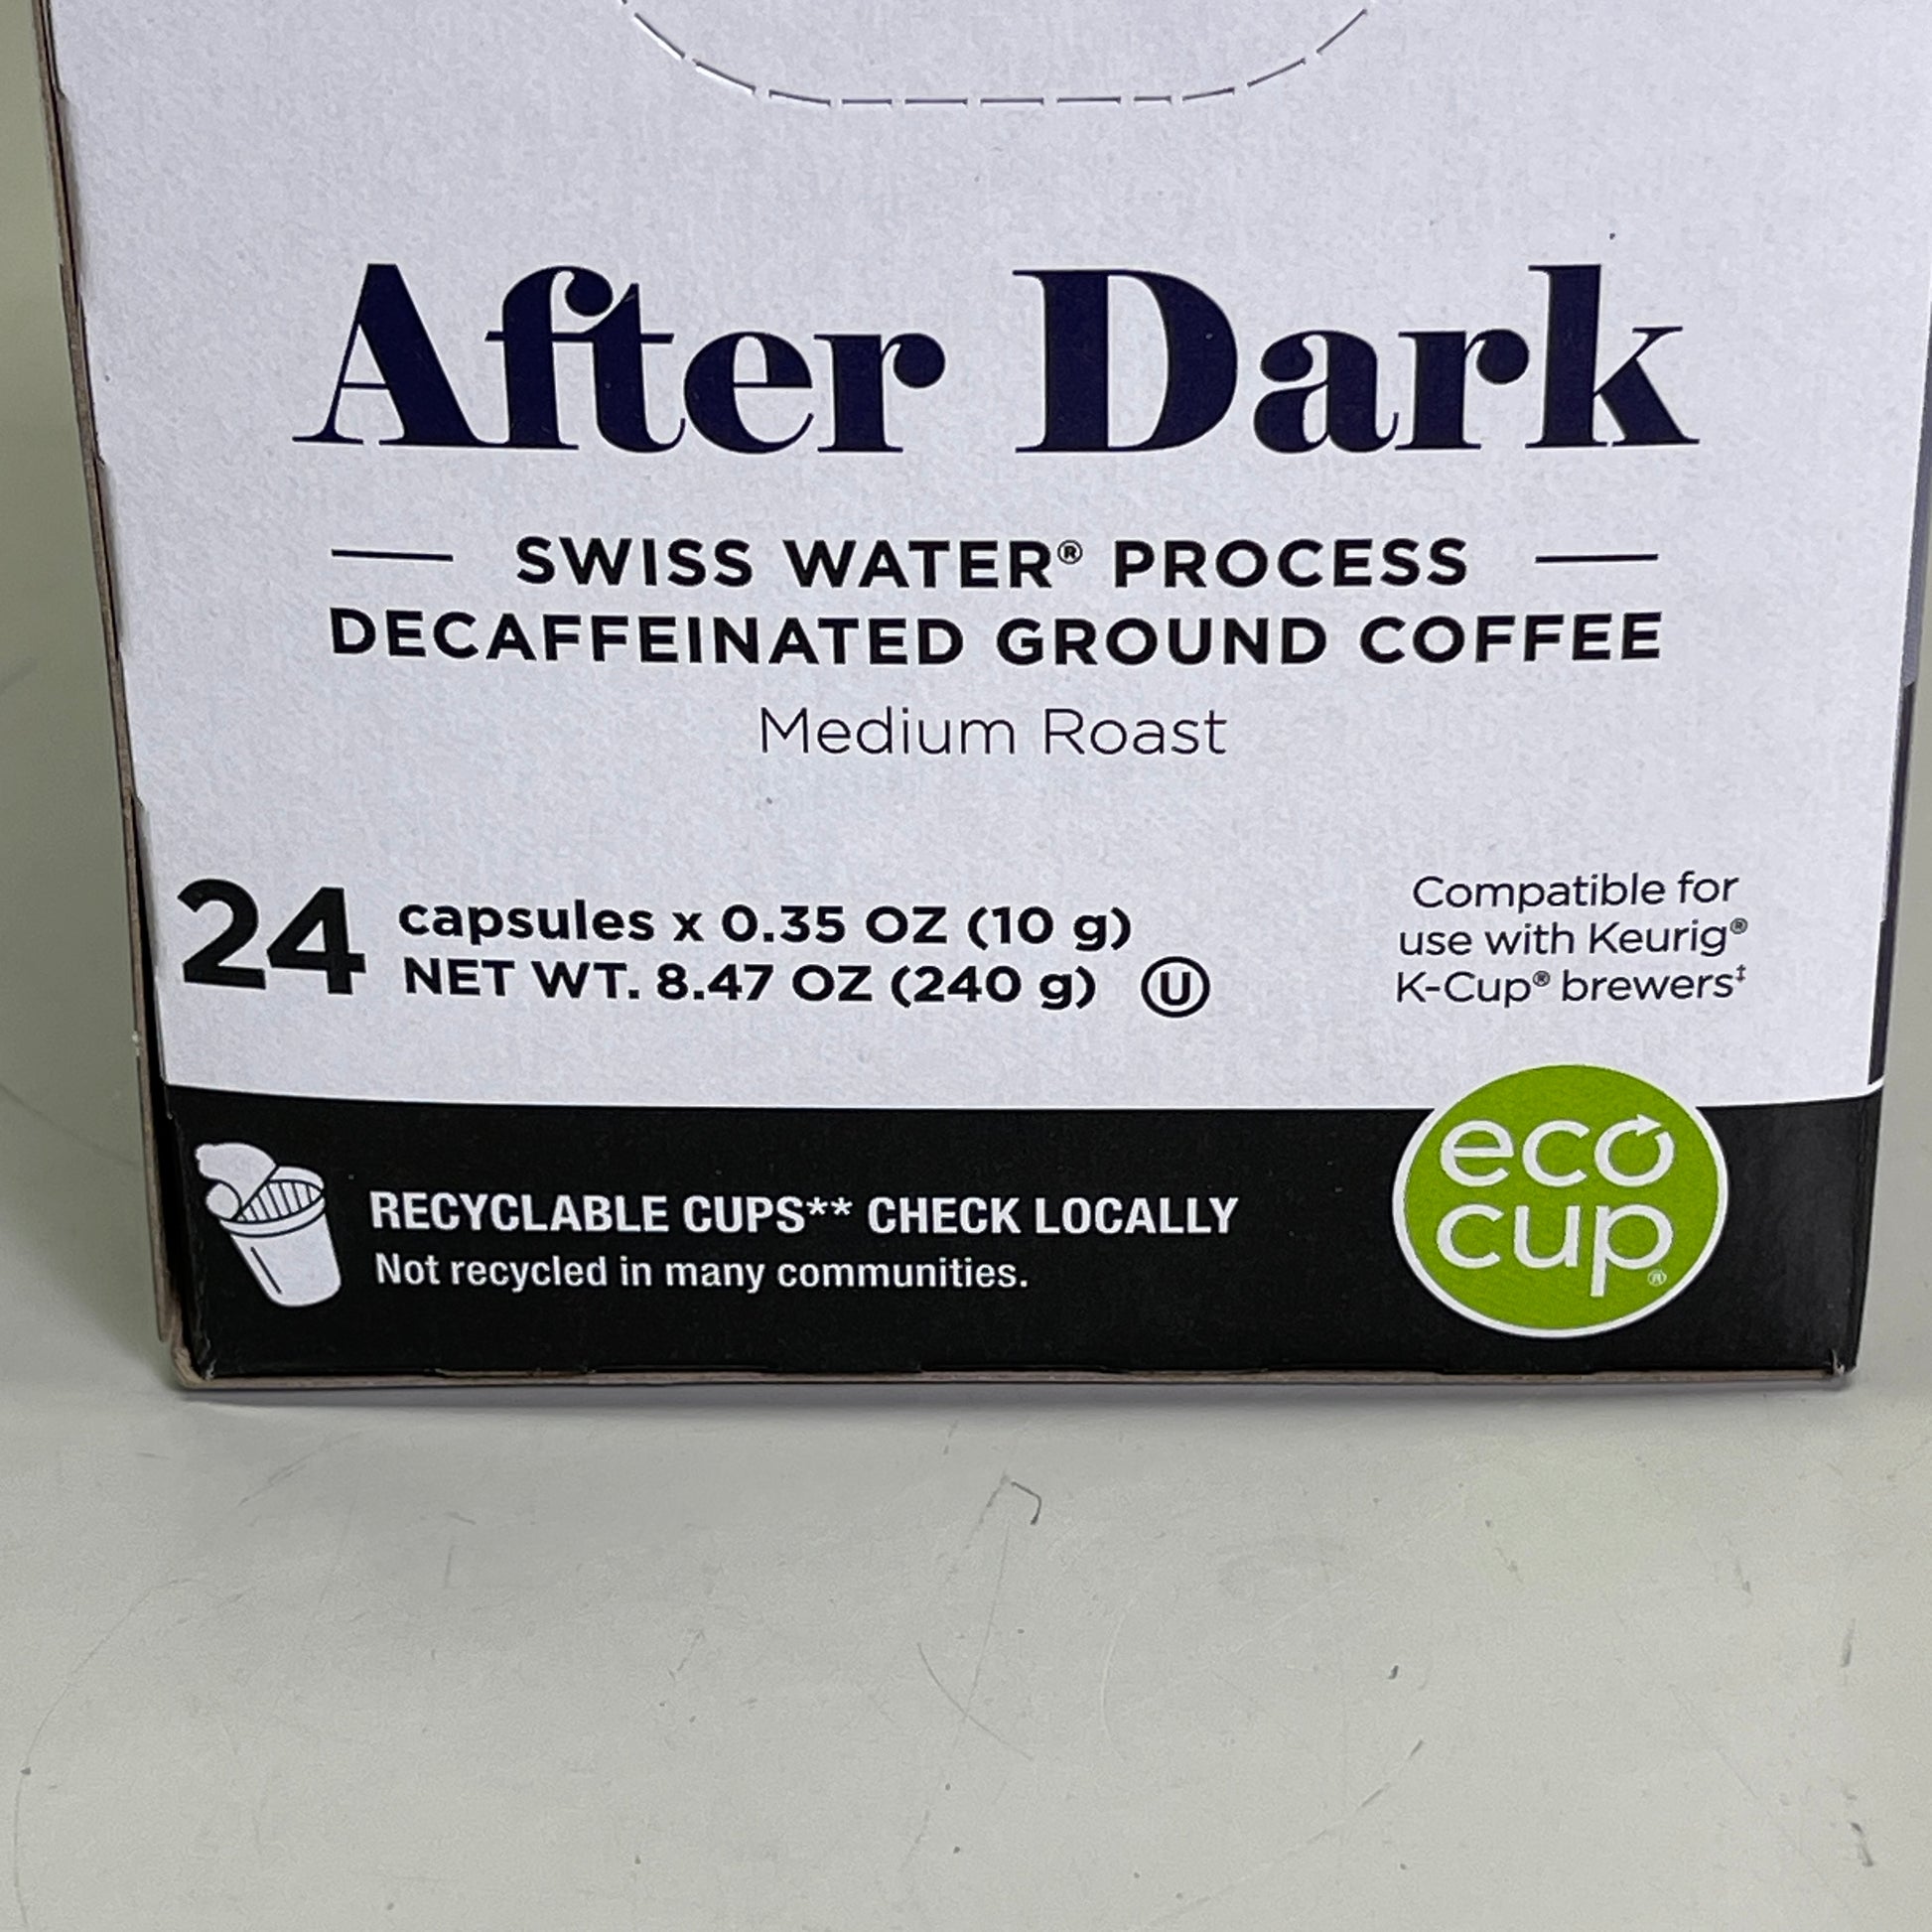 After Dark
SWISS WATER® PROCESS
DECAFFEINATED GROUND COFFEE
Medium Roast
24 capsules x 0.35 OZ (10 g)
NET WT. 8.47 OZ (240 g) Ⓤ
Compatible for
use with Keurig®
K-Cup® brewers‡
RECYCLABLE CUPS** CHECK LOCALLY
Not recycled in many communities.
eco
cup®